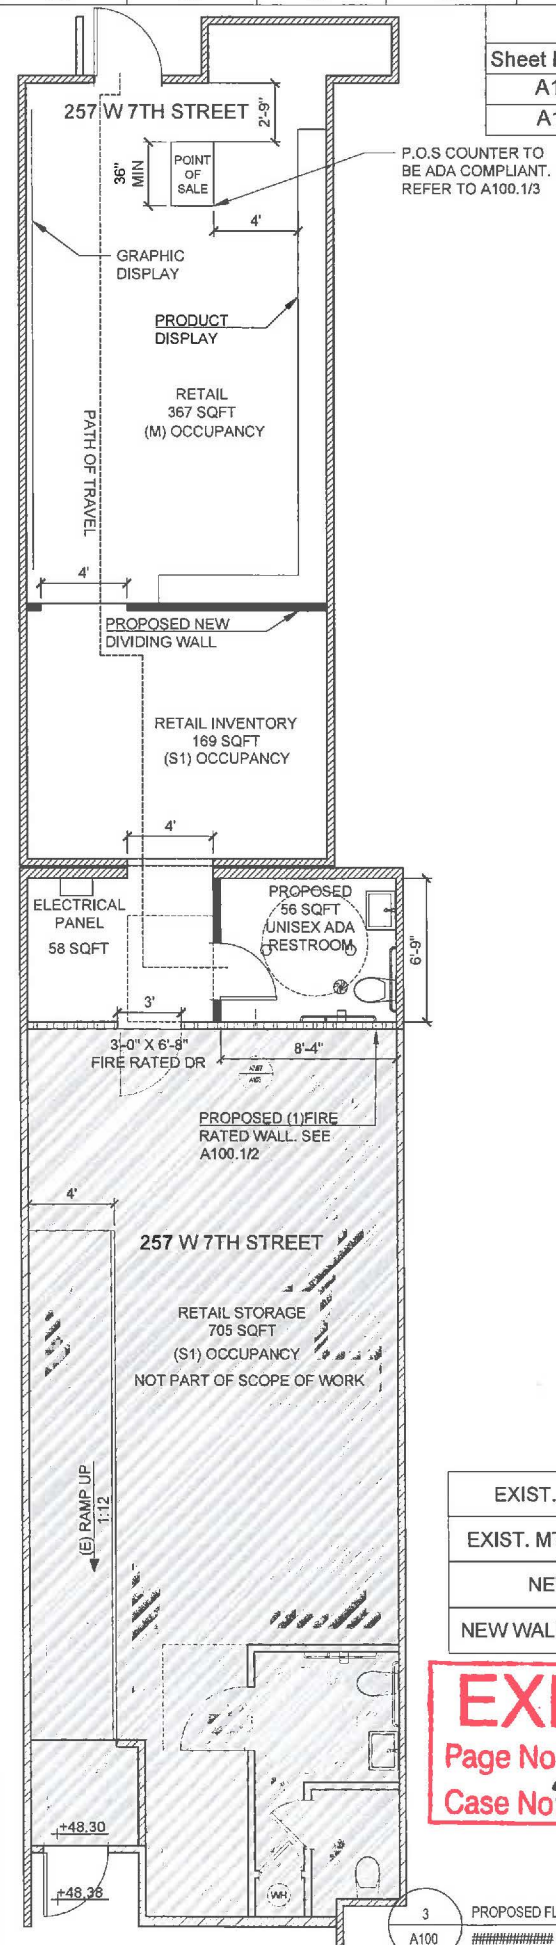 Sheet
A1
A1
257 W 7TH STREET
2'-9"
36"
MIN
POINT
OF
SALE
P.O.S COUNTER TO
BE ADA COMPLIANT.
REFER TO A100.1/3
4'
GRAPHIC
DISPLAY
PRODUCT
DISPLAY
RETAIL
367 SQFT
(M) OCCUPANCY
PATH OF TRAVEL
4'
PROPOSED NEW
DIVIDING WALL
RETAIL INVENTORY
169 SQFT
(S1) OCCUPANCY
4'
ELECTRICAL
PANEL
58 SQFT
PROPOSED
56 SQFT
UNISEX ADA
RESTROOM
6'-9"
3'
3'-0" X 6'-8"
FIRE RATED DR
8'-4"
PROPOSED (1)FIRE
RATED WALL. SEE
A100.1/2
4'
257 W 7TH STREET
RETAIL STORAGE
705 SQFT
(S1) OCCUPANCY
NOT PART OF SCOPE OF WORK
(E) RAMP UP
1:12
EXIST.
EXIST. MT
NE
NEW WAL
EXI
Page No
Case No
+48.30
+48.38
WH
3
A100
PROPOSED FL
############